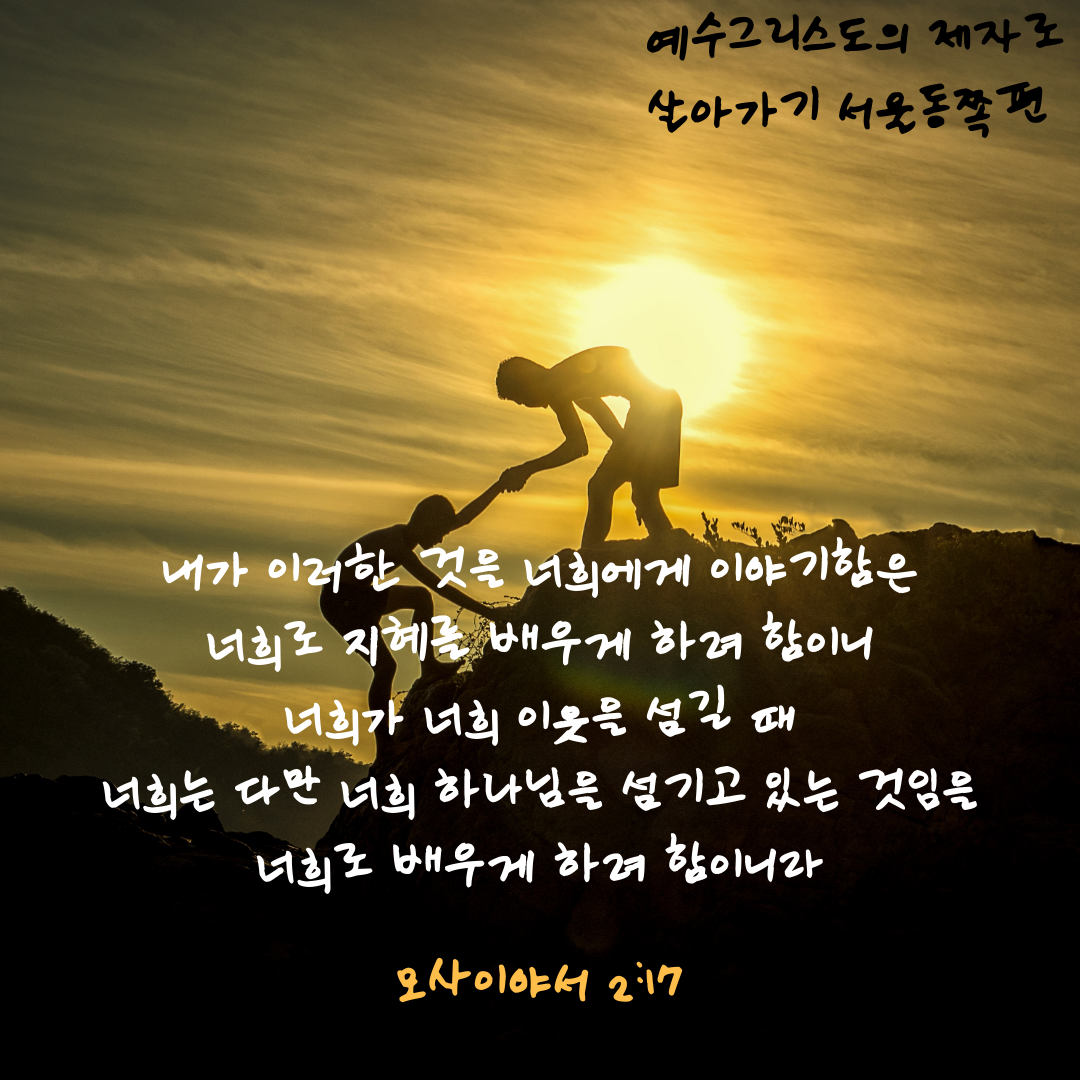 예수그리스도의 제자로
살아가기 서울동쪽편
내가 이러한 것을 너희에게 이야기함은
너희로 지혜를 배우게 하려 함이니
너희가 너희 이웃을 섬길 때
너희는 다만 너희 하나님을 섬기고 있는 것임을
너희로 배우게 하려 함이니라
모사이야서 2:17